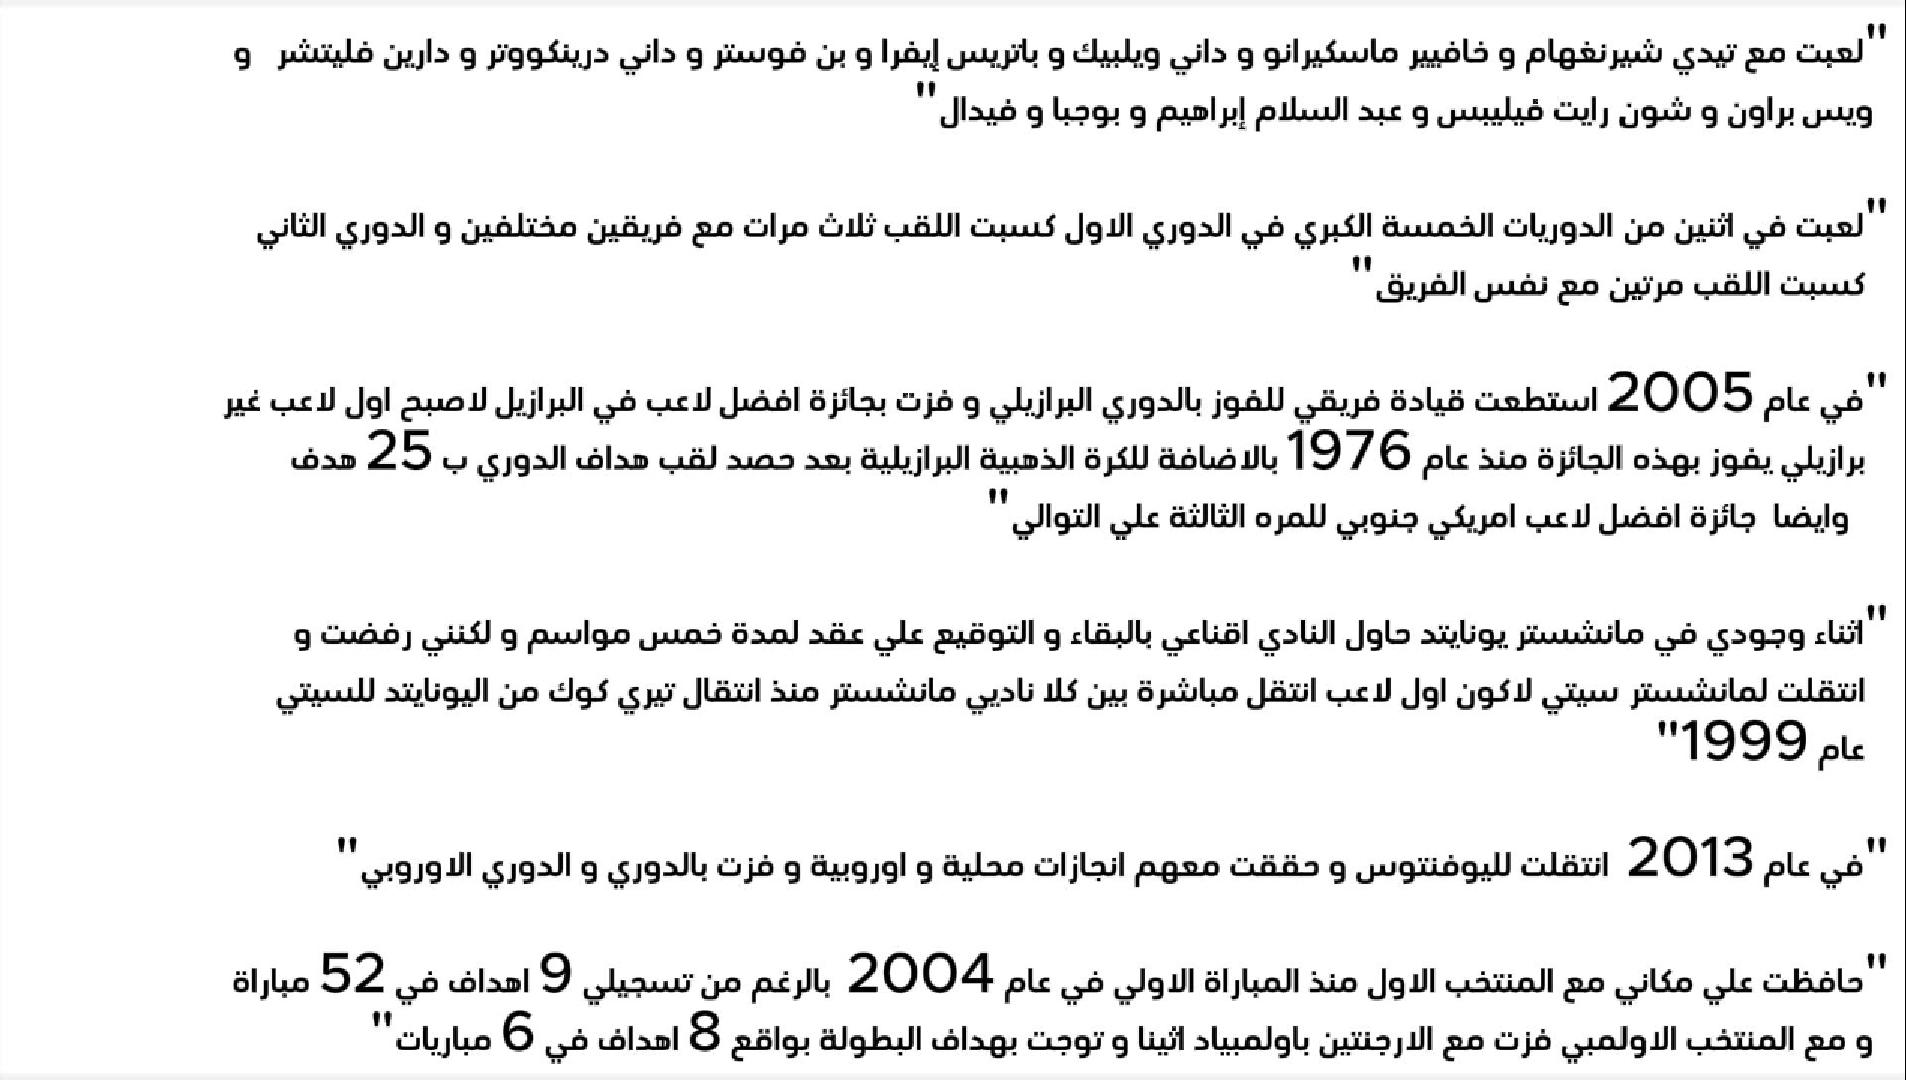 "لعبت مع تيدي شيرنغهام و خافيير ماسكيرانو و داني ويلبيك و باتريس إيفرا و بن فوستر و داني درينكووتر و دارين فليتشر و
ويس براون و شون رايت فيليبس و عبد السلام إبراهيم و بوجبا و فيدال"
"لعبت في اثنين من الدوريات الخمسة الكبري في الدوري الاول كسبت اللقب ثلاث مرات مع فريقين مختلفين و الدوري الثاني
كسبت اللقب مرتين مع نفس الفريق"
"في عام 2005 استطعت قيادة فريقي للفوز بالدوري البرازيلي و فزت بجائزة افضل لاعب في البرازيل لاصبح اول لاعب غير
برازيلي يفوز بهذه الجائزة منذ عام 1976 بالاضافة للكرة الذهبية البرازيلية بعد حصد لقب هداف الدوري ب 25 هدف
وايضا جائزة افضل لاعب امريكي جنوبي للمره الثالثة علي التوالي"
"اثناء وجودي في مانشستر يونايتد حاول النادي اقناعي بالبقاء و التوقيع علي عقد لمدة خمس مواسم و لكنني رفضت و
انتقلت لمانشستر سيتي لاكون اول لاعب انتقل مباشرة بين كلا ناديي مانشستر منذ انتقال تيري كوك من اليونايتد للسيتي
عام 1999"
"في عام 2013 انتقلت لليوفنتوس و حققت معهم انجازات محلية و اوروبية و فزت بالدوري و الدوري الاوروبي"
"حافظت علي مكاني مع المنتخب الاول منذ المباراة الاولي في عام 2004 بالرغم من تسجيلي 9 اهداف في 52 مباراة
و مع المنتخب الاولمبي فزت مع الارجنتين باولمبياد اثينا و توجت بهداف البطولة بواقع 8 اهداف في 6 مباريات"